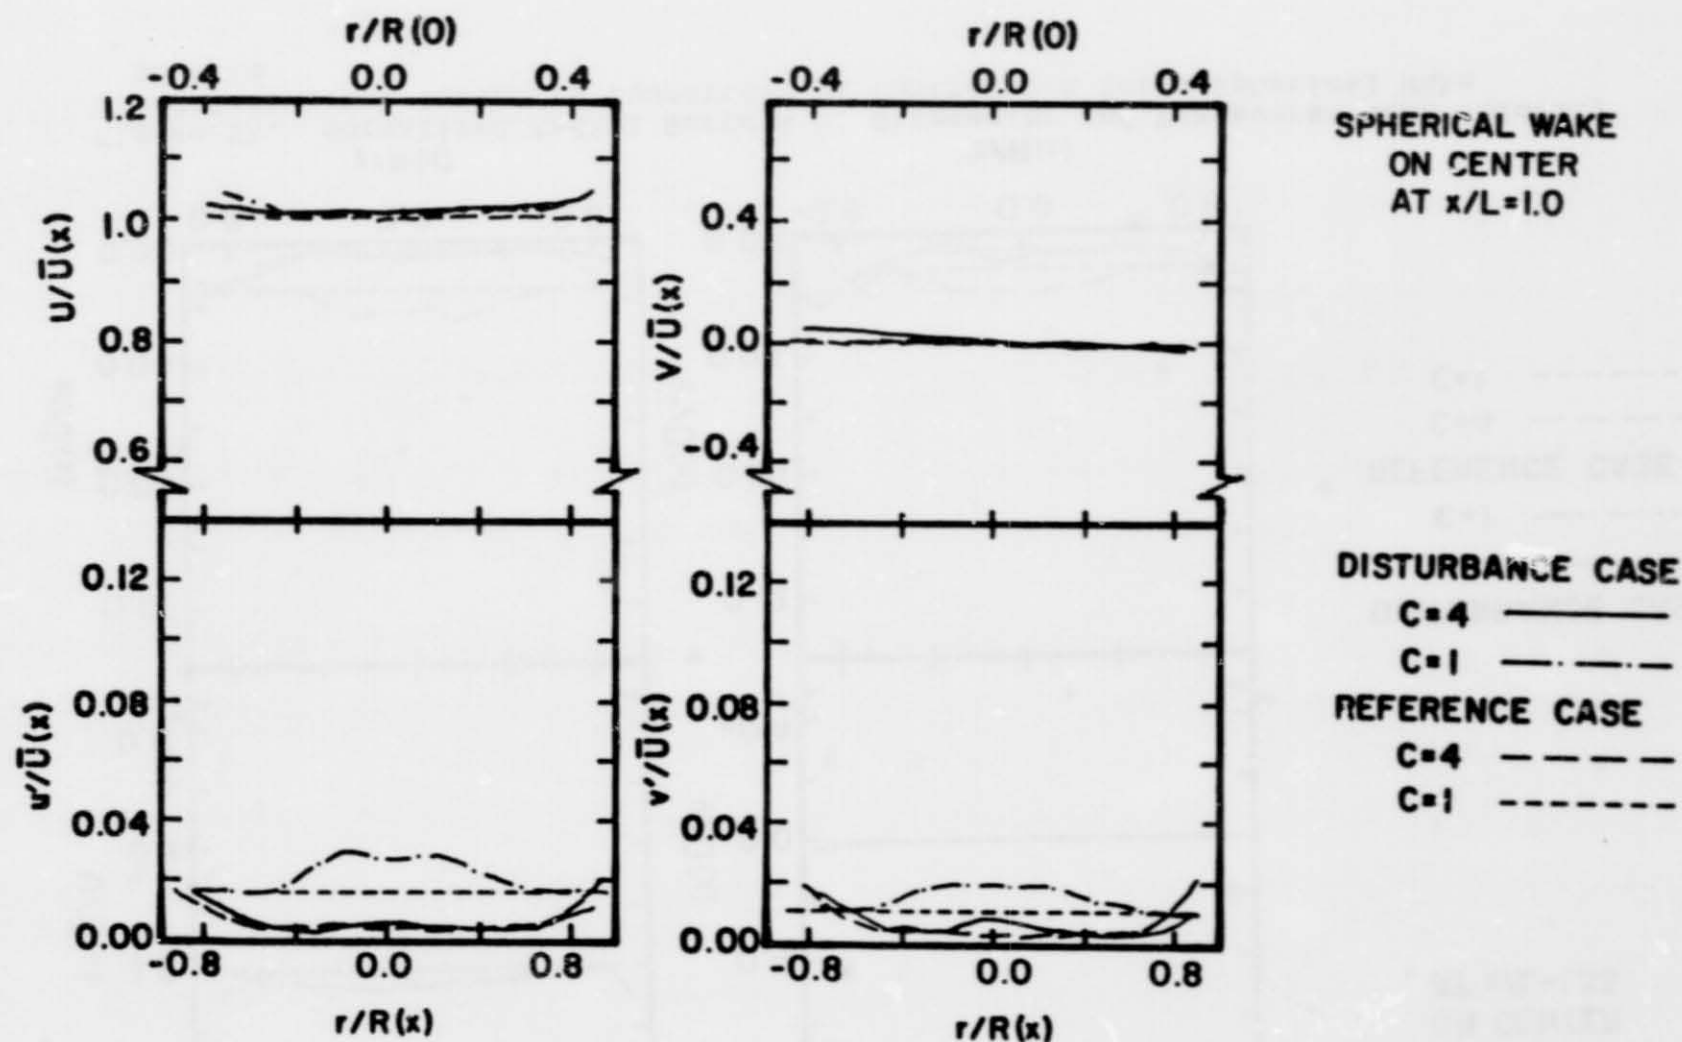 r/R(0)
-0.4 0.0 0.4
1.2
1.0
0.8
0.6
U/Ū(x)
0.12
0.08
0.04
0.00
u'/Ū(x)
-0.8 0.0 0.8
r/R(x)
r/R(0)
-0.4 0.0 0.4
0.4
0.0
-0.4
V/Ū(x)
0.12
0.08
0.04
0.00
v'/Ū(x)
-0.8 0.0 0.8
r/R(x)
SPHERICAL WAKE
ON CENTER
AT x/L=1.0
DISTURBANCE CASE
C=4
C=1
REFERENCE CASE
C=4
C=1